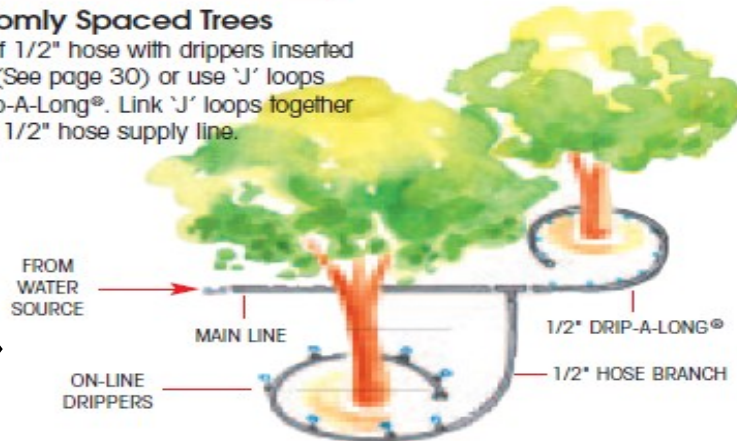 omly Spaced Trees
f 1/2" hose with drippers inserted
(See page 30) or use 'J' loops
o-A-Long®. Link 'J' loops together
1/2" hose supply line.
FROM
WATER
SOURCE
MAIN LINE
1/2" DRIP-A-LONG®
ON-LINE
DRIPPERS
1/2" HOSE BRANCH